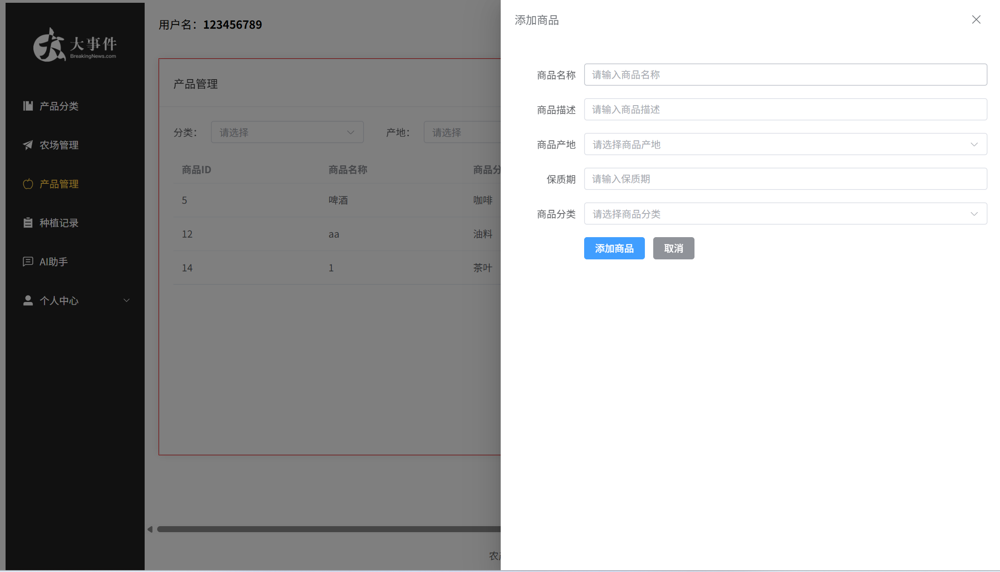 大事件
BreakingNews.com
产品分类
农场管理
产品管理
种植记录
AI助手
个人中心
用户名：123456789
产品管理
分类： 请选择 产地： 请选择
商品ID 商品名称 商品分
5 啤酒 咖啡
12 aa 油料
14 1 茶叶
农
添加商品
商品名称 请输入商品名称
商品描述 请输入商品描述
商品产地 请选择商品产地
保质期 请输入保质期
商品分类 请选择商品分类
添加商品 取消